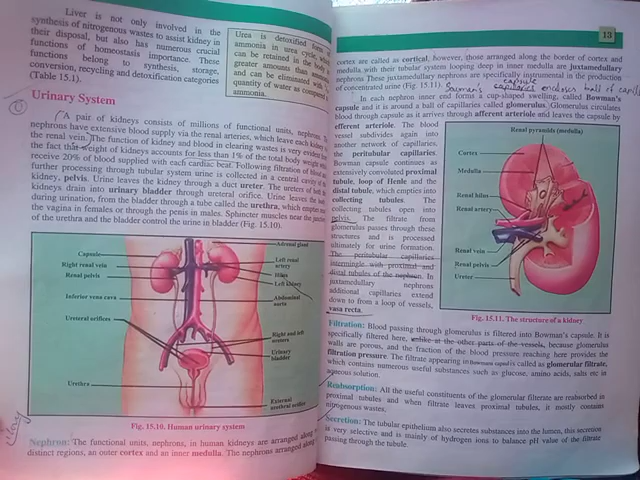 Liver is not only involved in the
synthesis of nitrogenous wastes to assist kidney in
their disposal, but also has numerous crucial
functions of homeostasis importance. These
functions belong to synthesis, storage,
conversion, recycling and detoxification categories
(Table 15.1).
Urea is detoxified form of
ammonia in urea cycle,
can be retained in the body
greater amounts than ammonia
and can be eliminated with
quantity of water as compared
ammonia.
Urinary System
A pair of kidneys consists of millions of functional units, nephrons.
nephrons have extensive blood supply via the renal arteries, which leave each kidney
the renal vein. The function of kidney and blood in clearing wastes is very evident from
the fact that weight of kidneys accounts for less than 1% of the total body weight
receive 20% of blood supplied with each cardiac beat. Following filtration of blood
further processing through tubular system urine is collected in a central cavity of
kidney, pelvis. Urine leaves the kidney through a duct ureter. The ureters of both
kidneys drain into urinary bladder through ureteral orifice. Urine leaves the
during urination, from the bladder through a tube called the urethra, which empties
the vagina in females or through the penis in males. Sphincter muscles near the
of the urethra and the bladder control the urine in bladder (Fig. 15.10).
Adrenal gland
Capsule
Right renal vein
Renal pelvis
Inferior vena cava
Ureteral orifices
Urethra
Left renal
artery
Hilus
Left kidney
Abdominal
aorta
Right and left
ureters
Urinary
bladder
External
urethral orifice
Fig. 15.10. Human urinary system
Nephron: The functional units, nephrons, in human kidneys are arranged along
distinct regions, an outer cortex and an inner medulla. The nephrons arranged along
13
cortex are called as cortical, however, those arranged along the border of cortex and
medulla, with their tubular system looping deep in inner medulla are juxtamedullary
nephrons These juxtamedullary nephrons are specifically instrumental in the production
of concentrated urine (Fig. 15.11).
capsule
Bowman's capillaries encloses ball of
In each nephron inner end forms a cup-shaped swelling, called Bowman's
capsule and it is around a ball of capillaries called glomerulus. Glomerulus circulates
blood through capsule as it arrives through afferent arteriole and leaves the capsule by
efferent arteriole. The blood
vessel subdivides again into
another network of capillaries,
the peritubular capillaries.
Bowman capsule continues as
extensively convoluted proximal
tubule, loop of Henle and the
distal tubule, which empties into
collecting tubules. The
collecting tubules open into
pelvis. The filtrate from
glomerulus passes through these
structures and is processed
ultimately for urine formation.
The peritubular capillaries
intermingle with proximal and
distal tubules of the nephron. In
juxtamedullary nephrons
additional capillaries extend
down to from a loop of vessels,
vasa recta.
Renal pyramids (medulla)
Cortex
Medulla
Renal hilus
Renal artery
Renal vein
Renal pelvis
Ureter
Fig. 15.11. The structure of a kidney
Filtration: Blood passing through glomerulus is filtered into Bowman's capsule. It is
specifically filtered here, unlike at the other parts of the vessels, because glomerular
walls are porous, and the fraction of the blood pressure reaching here provides the
filtration pressure. The filtrate appearing in Bowmans capsul is called as glomerular filtrate,
which contains numerous useful substances such as glucose, amino acids, salts etc in
aqueous solution.
Reabsorption: All the useful constituents of the glomerular filterate are reabsorbed in
proximal tubules and when filtrate leaves proximal tubules, it mostly contains
nitrogenous wastes.
Secretion: The tubular epithelium also secretes substances into the lumen, this secretion
is very selective and is mainly of hydrogen ions to balance pH value of the filtrate
passing through the tubule.